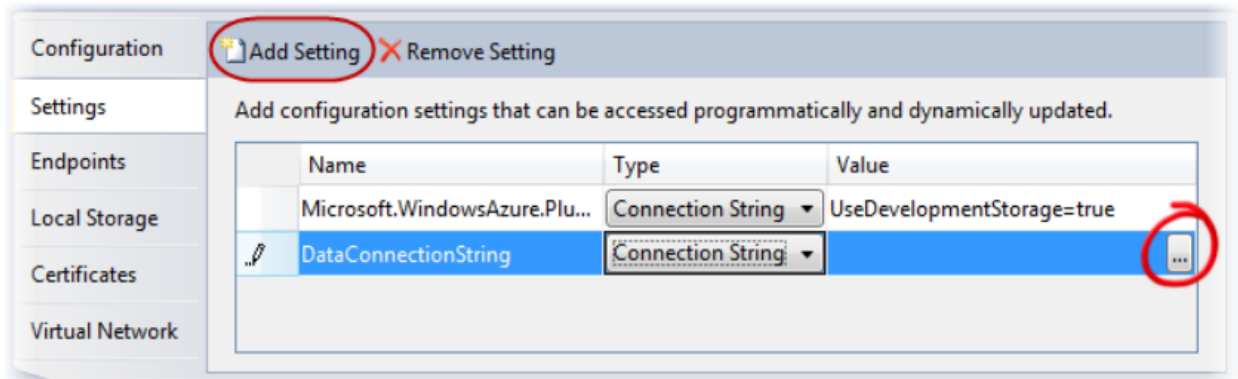 Configuration
Add Setting Remove Setting
Settings
Add configuration settings that can be accessed programmatically and dynamically updated.
Endpoints
Name Type Value
Local Storage
Microsoft.WindowsAzure.Plu... Connection String UseDevelopmentStorage=true
DataConnectionString Connection String ...
Certificates
Virtual Network